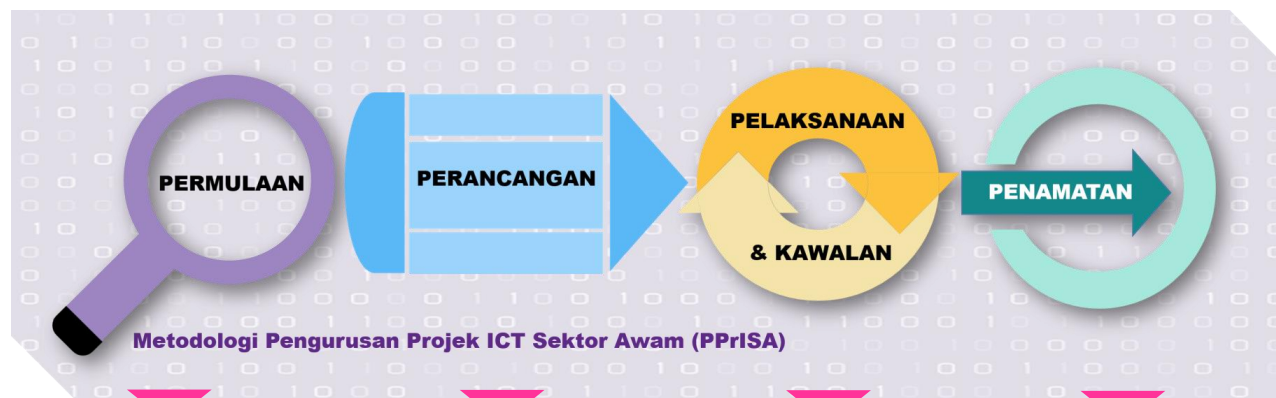 PERMULAAN
PERANCANGAN
PELAKSANAAN
& KAWALAN
PENAMATAN
Metodologi Pengurusan Projek ICT Sektor Awam (PPrISA)